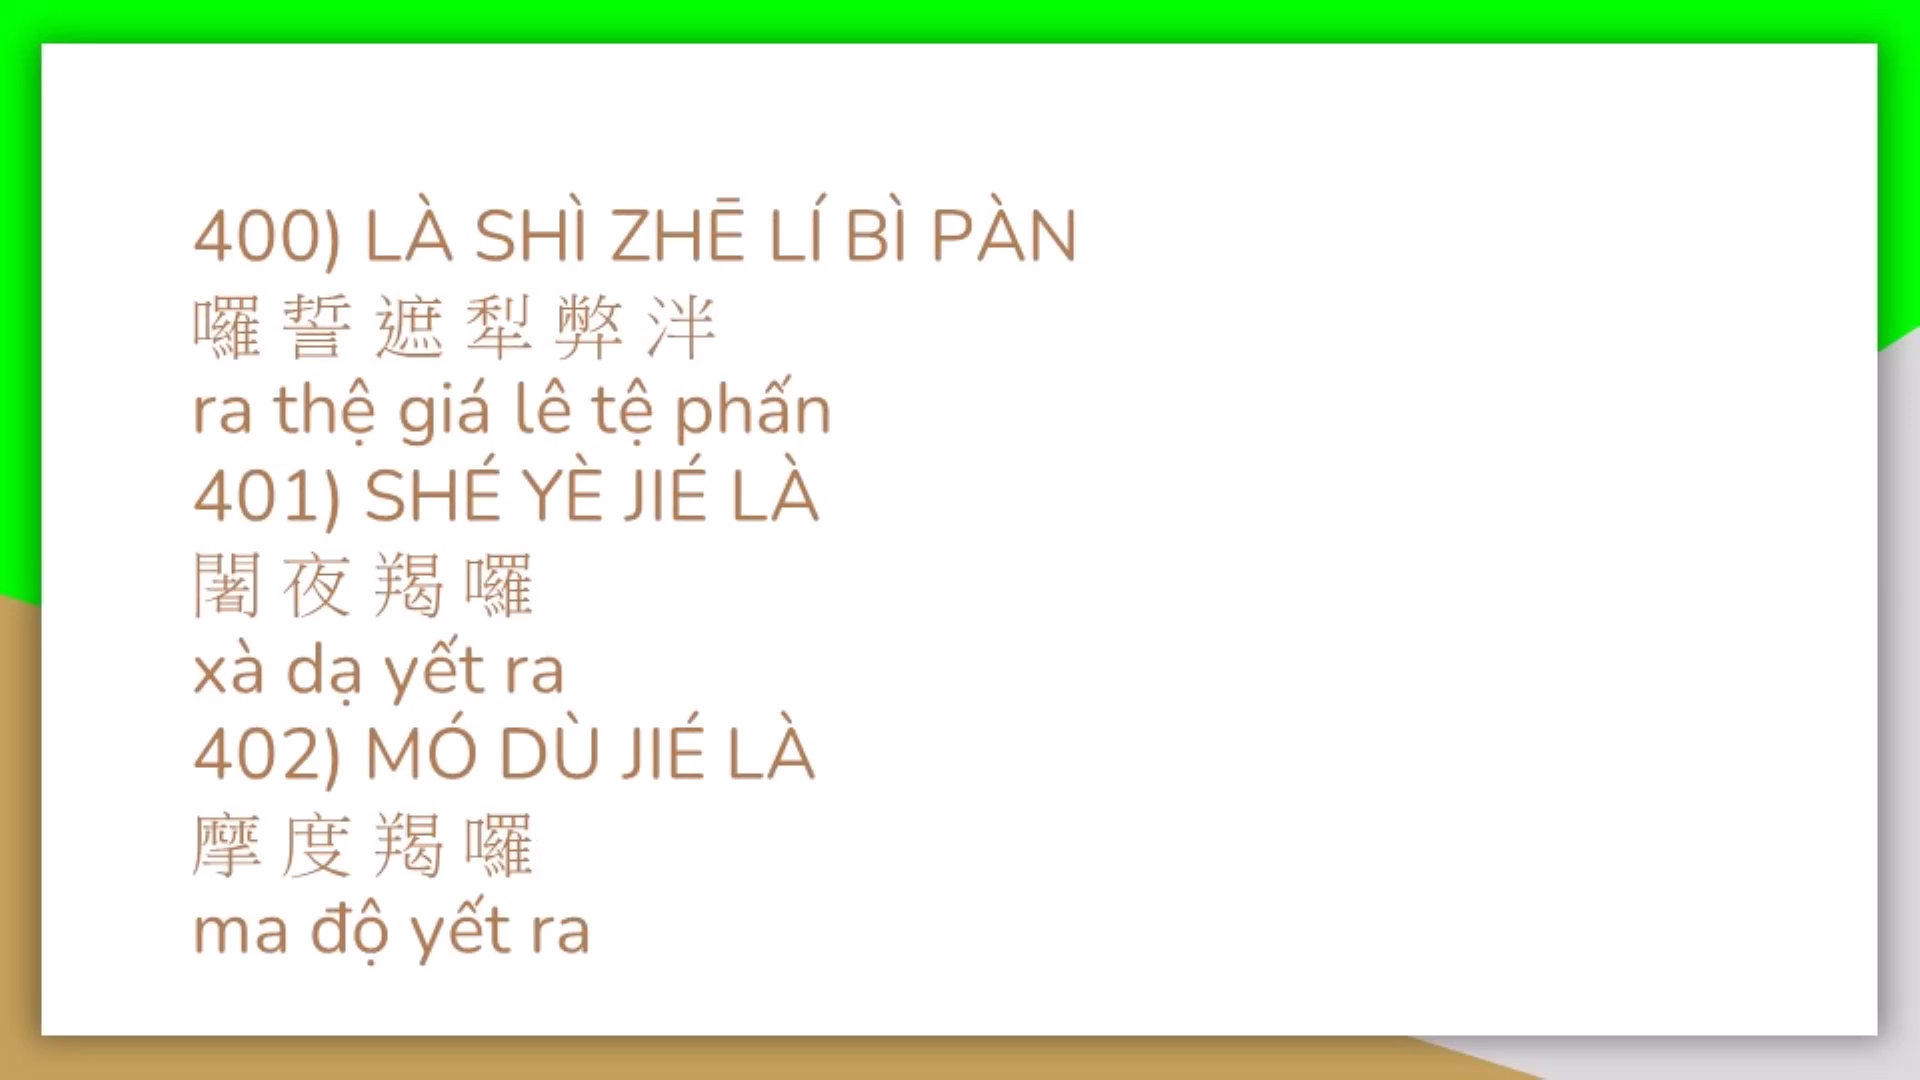 400) LÀ SHÌ ZHĒ LÍ BÌ PÀN
囉 誓 遮 犁 弊 泮
ra thệ giá lê tệ phấn
401) SHÉ YÈ JIÉ LÀ
闍 夜 羯 囉
xà dạ yết ra
402) MÓ DÙ JIÉ LÀ
摩 度 羯 囉
ma độ yết ra